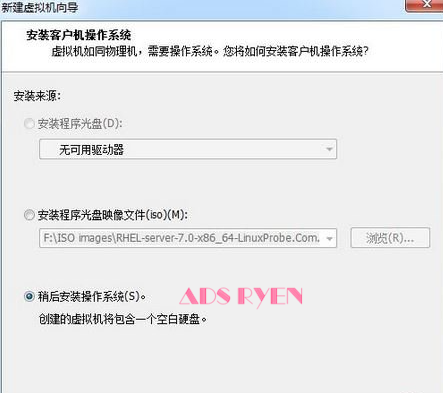 新建虚拟机向导
安装客户机操作系统
虚拟机如同物理机，需要操作系统。您将如何安装客户机操作系统?
安装来源:
安装程序光盘(D):
无可用驱动器
安装程序光盘映像文件(iso)(M):
F:\ISO images\RHEL-server-7.0-x86_64-LinuxProbe.Com. 浏览(R)...
稍后安装操作系统(S)。 ADS RYEN
创建的虚拟机将包含一个空白硬盘。